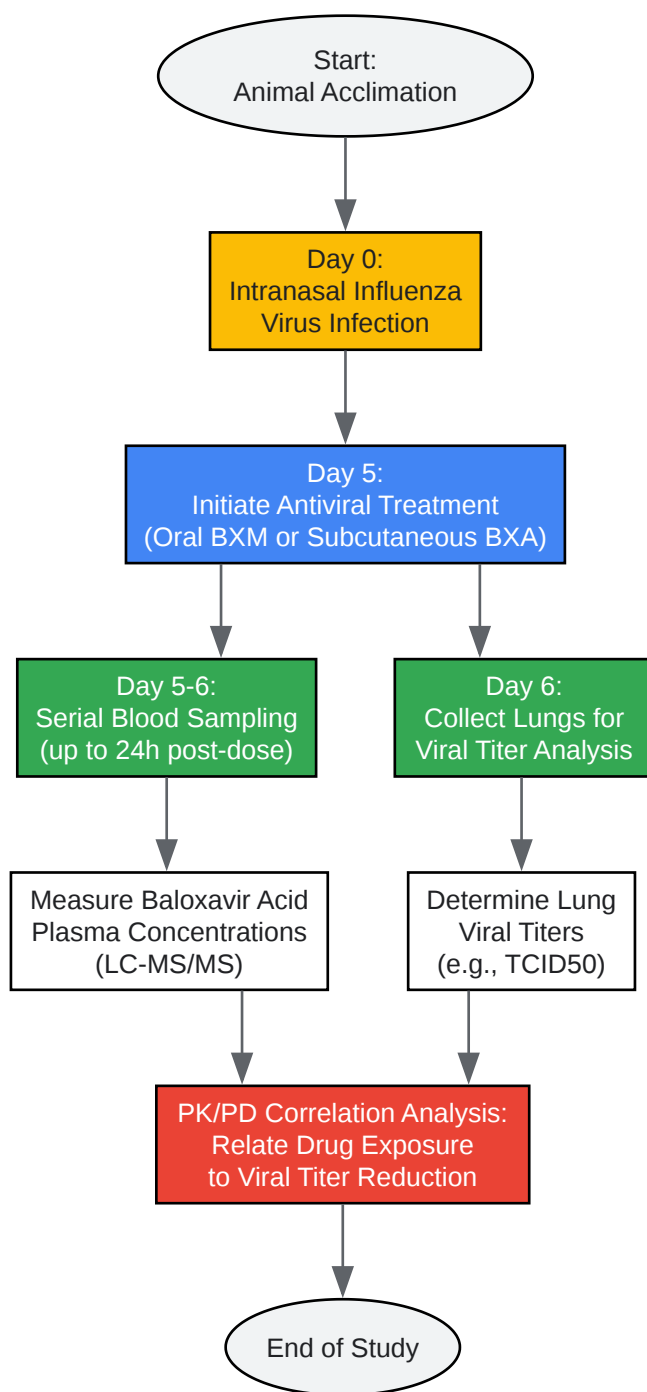 Start:
Animal Acclimation
Day 0:
Intranasal Influenza
Virus Infection
Day 5:
Initiate Antiviral Treatment
(Oral BXM or Subcutaneous BXA)
Day 5-6:
Serial Blood Sampling
(up to 24h post-dose)
Day 6:
Collect Lungs for
Viral Titer Analysis
Measure Baloxavir Acid
Plasma Concentrations
(LC-MS/MS)
Determine Lung
Viral Titers
(e.g., TCID50)
PK/PD Correlation Analysis:
Relate Drug Exposure
to Viral Titer Reduction
End of Study